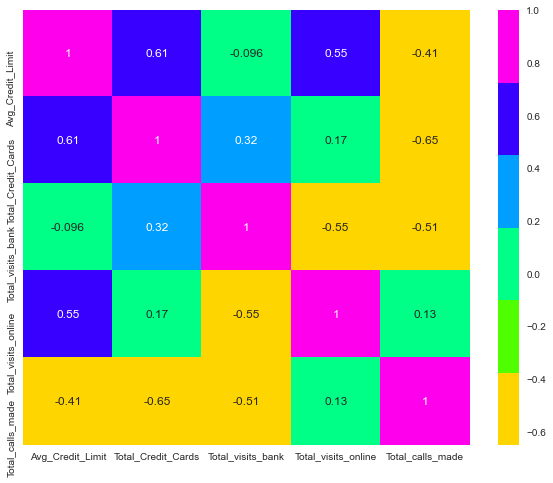 Avg_Credit_Limit
Total_Credit_Cards
Total_visits_bank
Total_visits_online
Total_calls_made
1 0.61 -0.096 0.55 -0.41
0.61 1 0.32 0.17 -0.65
-0.096 0.32 1 -0.55 -0.51
0.55 0.17 -0.55 1 0.13
-0.41 -0.65 -0.51 0.13 1
Avg_Credit_Limit Total_Credit_Cards Total_visits_bank Total_visits_online Total_calls_made
1.0
0.8
0.6
0.4
0.2
0.0
−0.2
−0.4
−0.6